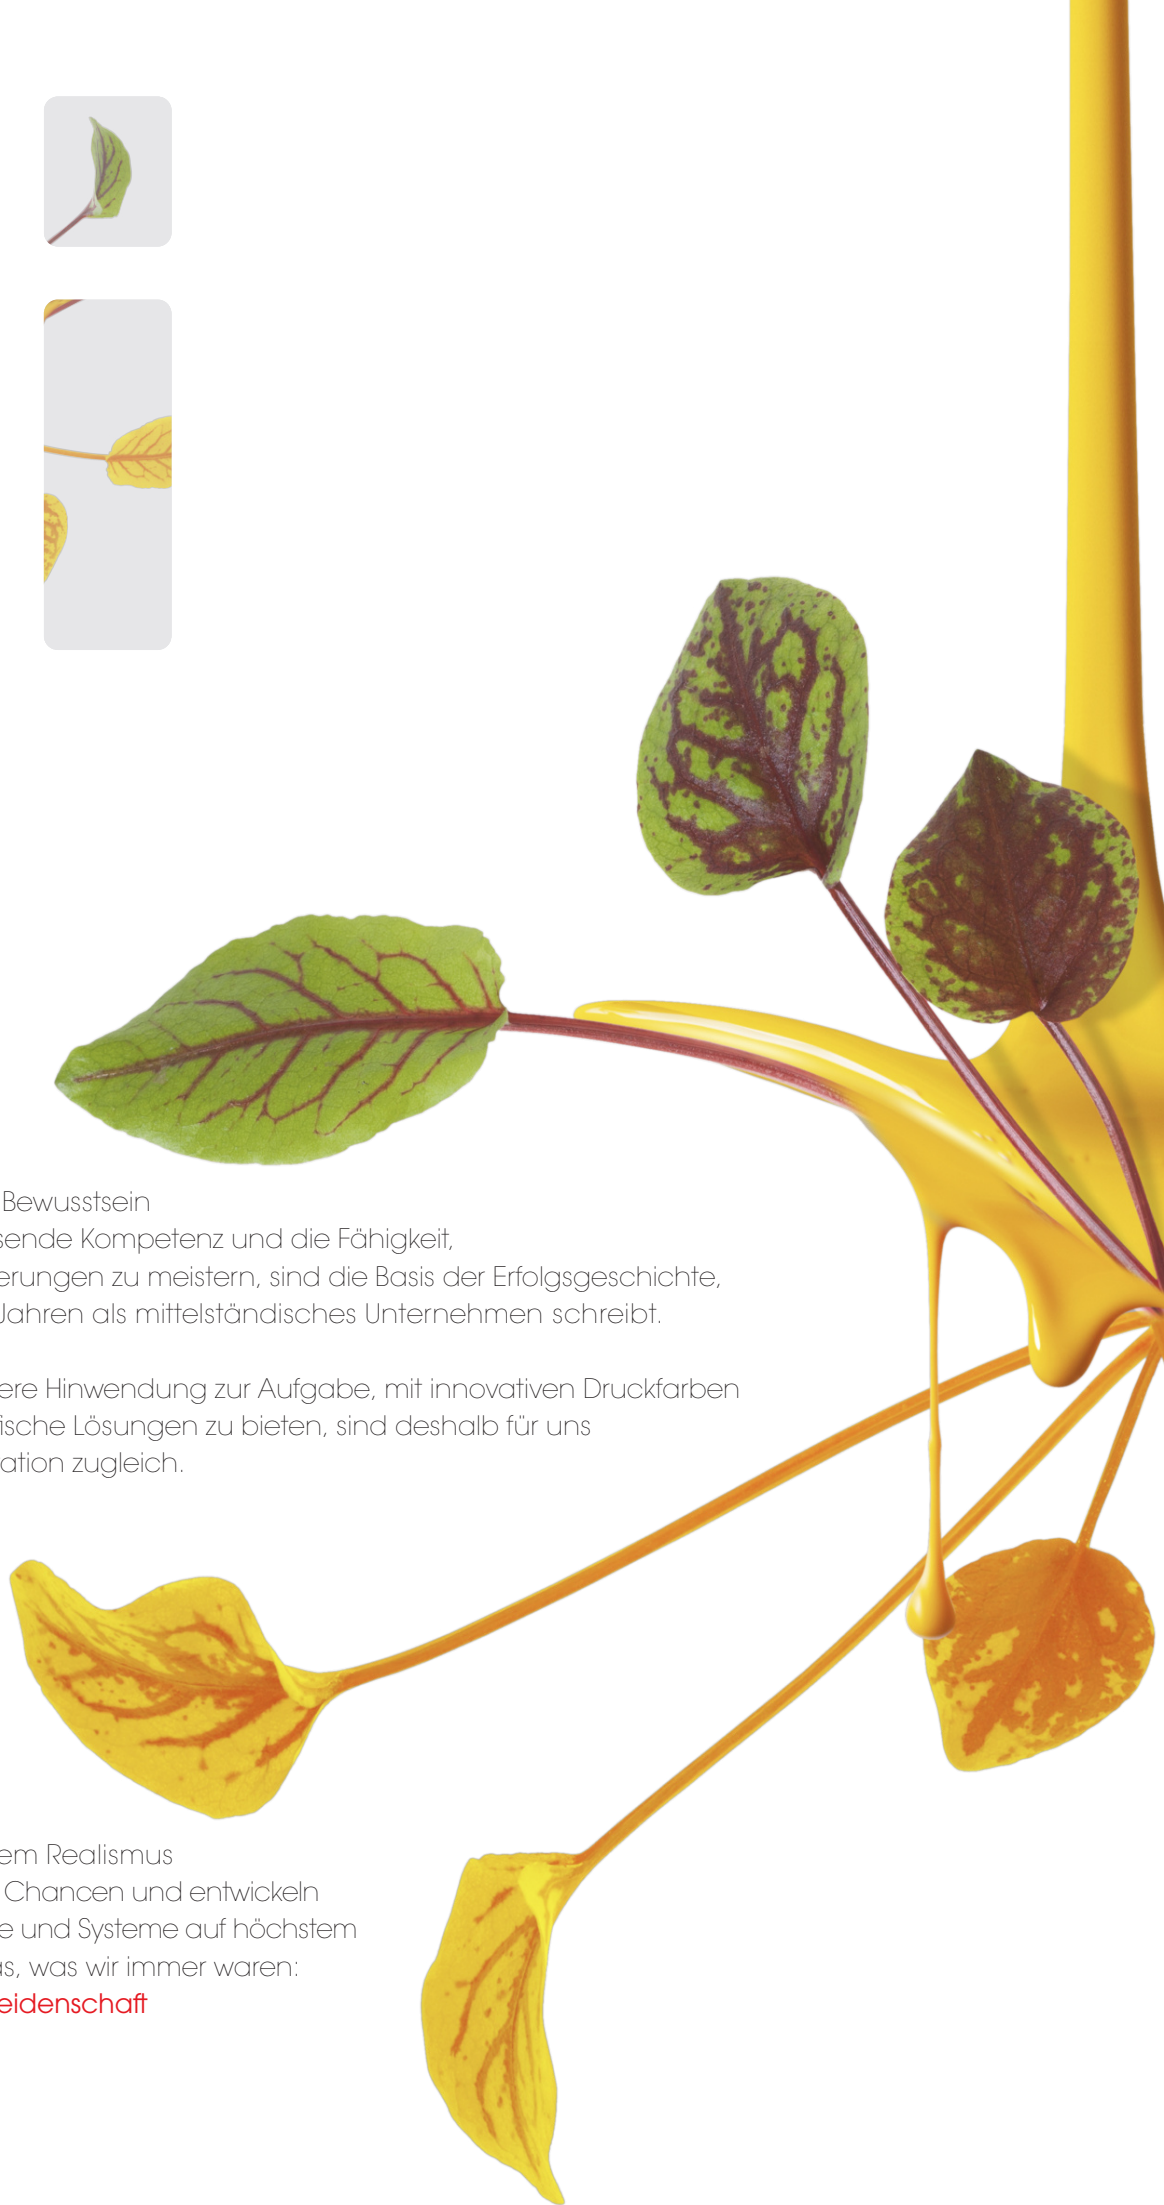 Bewusstsein
sende Kompetenz und die Fähigkeit,
erungen zu meistern, sind die Basis der Erfolgsgeschichte,
Jahren als mittelständisches Unternehmen schreibt.
ere Hinwendung zur Aufgabe, mit innovativen Druckfarben
fische Lösungen zu bieten, sind deshalb für uns
ation zugleich.
em Realismus
Chancen und entwickeln
e und Systeme auf höchstem
as, was wir immer waren:
eidenschaft